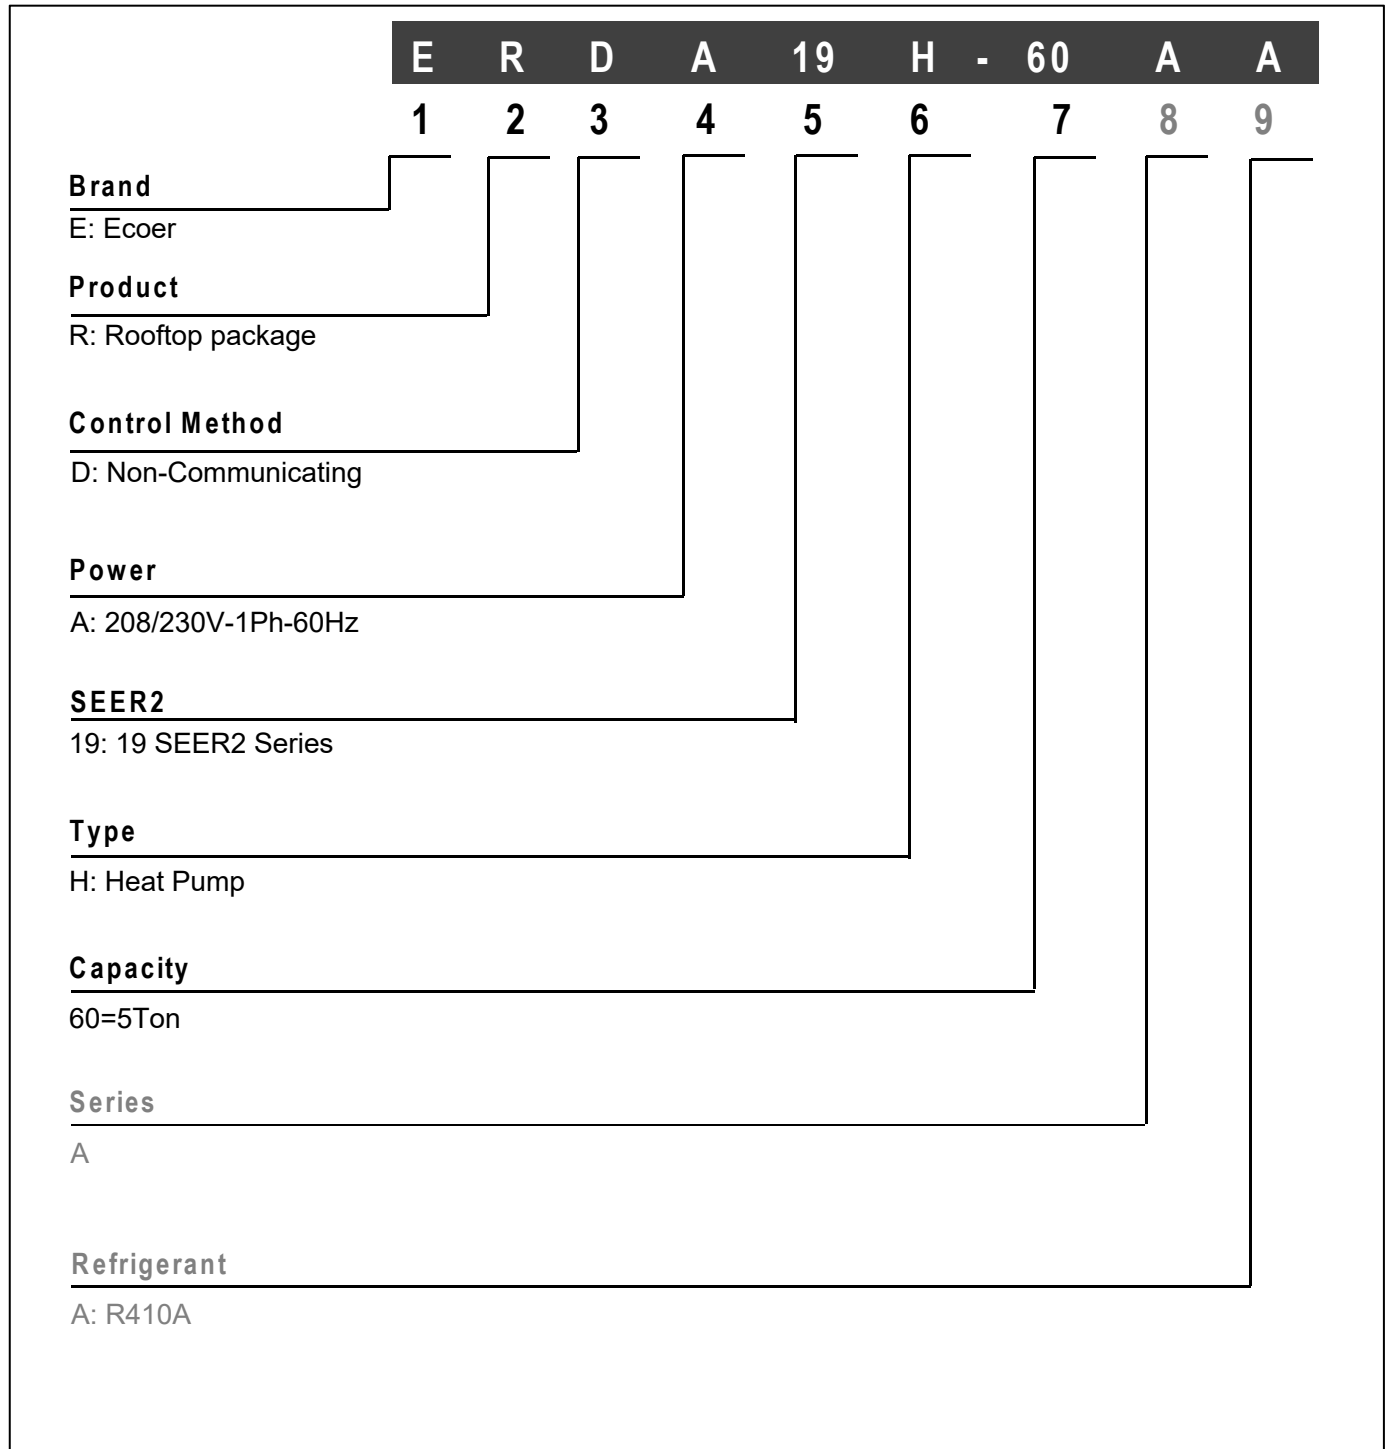 E R D A 19 H - 60 A A
1 2 3 4 5 6 7 8 9
Brand
E: Ecoer
Product
R: Rooftop package
Control Method
D: Non-Communicating
Power
A: 208/230V-1Ph-60Hz
SEER2
19: 19 SEER2 Series
Type
H: Heat Pump
Capacity
60=5Ton
Series
A
Refrigerant
A: R410A